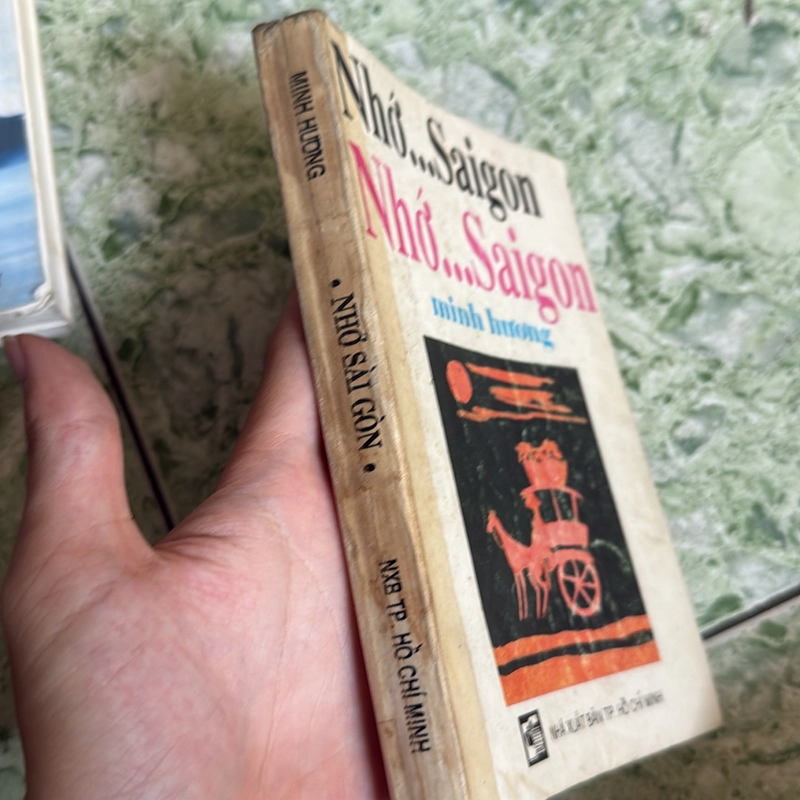 MINH HƯƠNG
• NHỚ SÀI GÒN •
NXB TP. HỒ CHÍ MINH
Nhớ...Saigon
Nhớ...Saigon
minh hương
NHÀ XUẤT BẢN TP HỒ CHÍ MINH